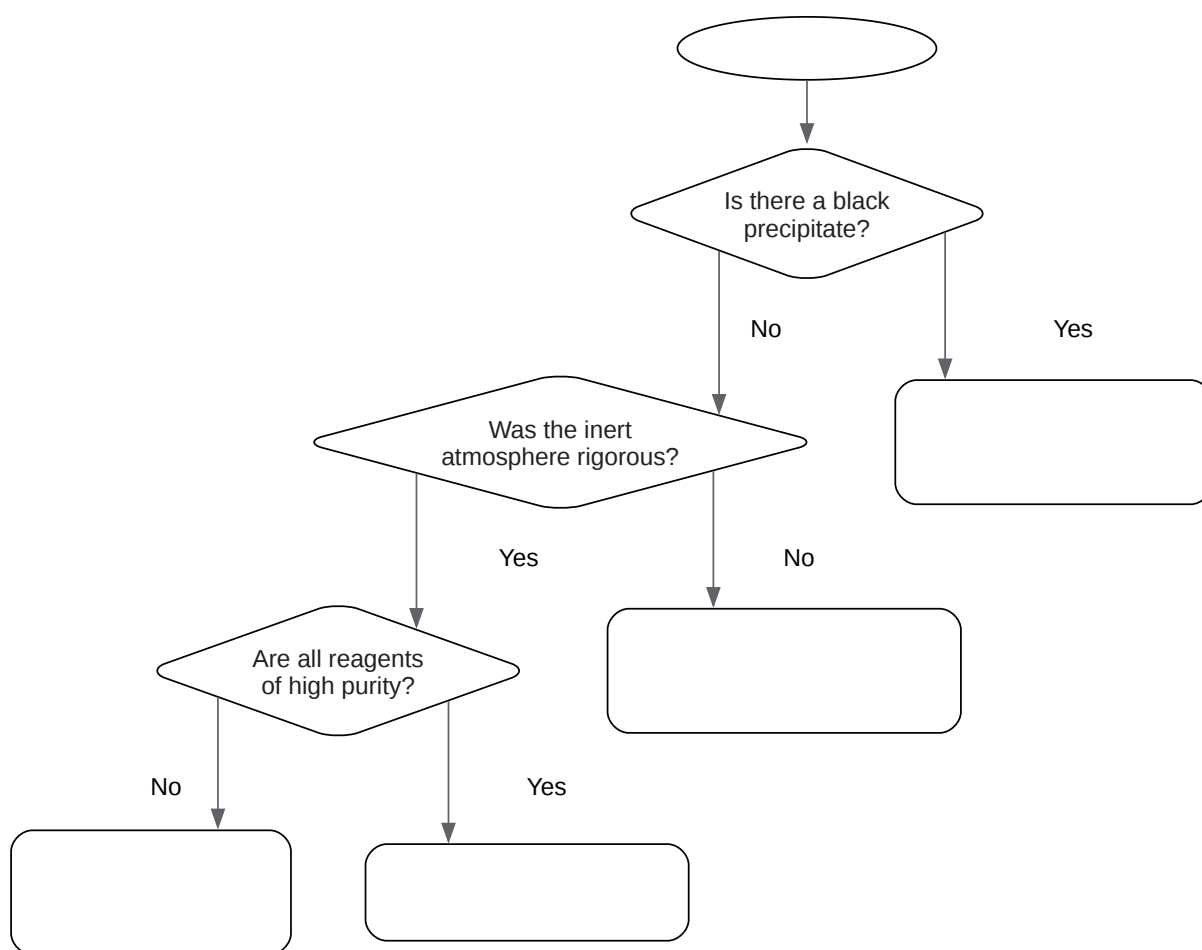 Is there a black
precipitate?
No
Yes
Was the inert
atmosphere rigorous?
Yes
No
Are all reagents
of high purity?
No
Yes